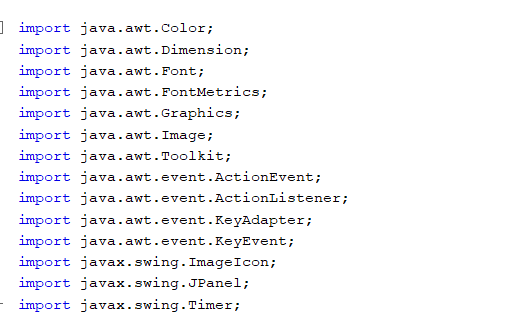 import java.awt.Color;
import java.awt.Dimension;
import java.awt.Font;
import java.awt.FontMetrics;
import java.awt.Graphics;
import java.awt.Image;
import java.awt.Toolkit;
import java.awt.event.ActionEvent;
import java.awt.event.ActionListener;
import java.awt.event.KeyAdapter;
import java.awt.event.KeyEvent;
import javax.swing.ImageIcon;
import javax.swing.JPanel;
import javax.swing.Timer;